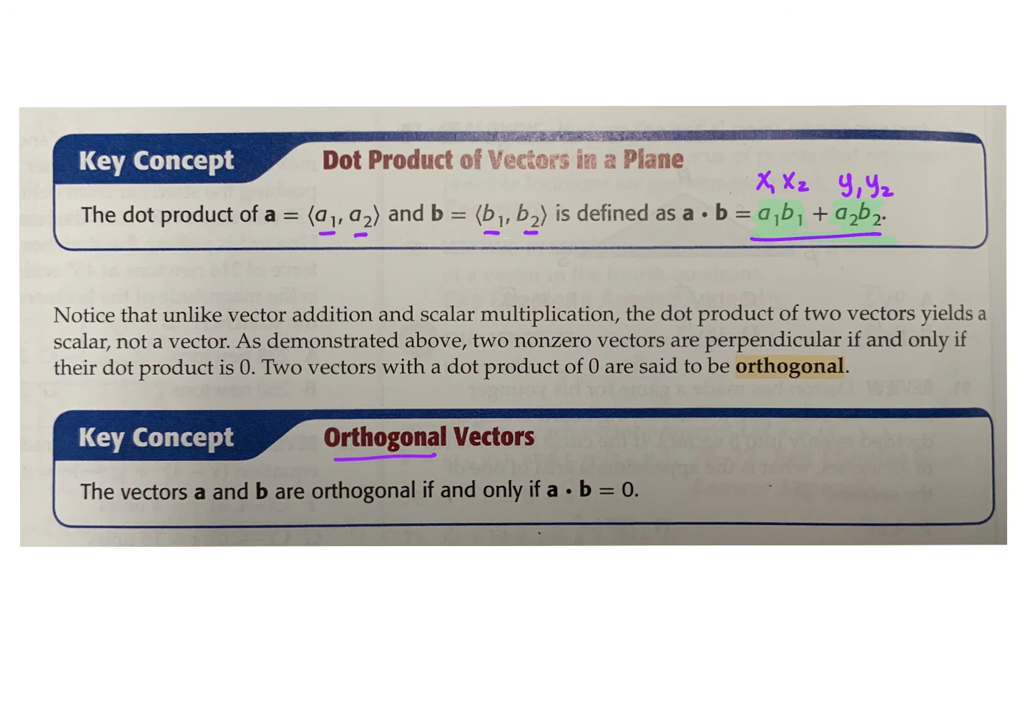 Key Concept Dot Product of Vectors in a Plane
x₁ x₂ y₁ y₂
The dot product of a = ⟨a₁, a₂⟩ and b = ⟨b₁, b₂⟩ is defined as a • b = a₁b₁ + a₂b₂.
Notice that unlike vector addition and scalar multiplication, the dot product of two vectors yields a
scalar, not a vector. As demonstrated above, two nonzero vectors are perpendicular if and only if
their dot product is 0. Two vectors with a dot product of 0 are said to be orthogonal.
Key Concept Orthogonal Vectors
The vectors a and b are orthogonal if and only if a • b = 0.